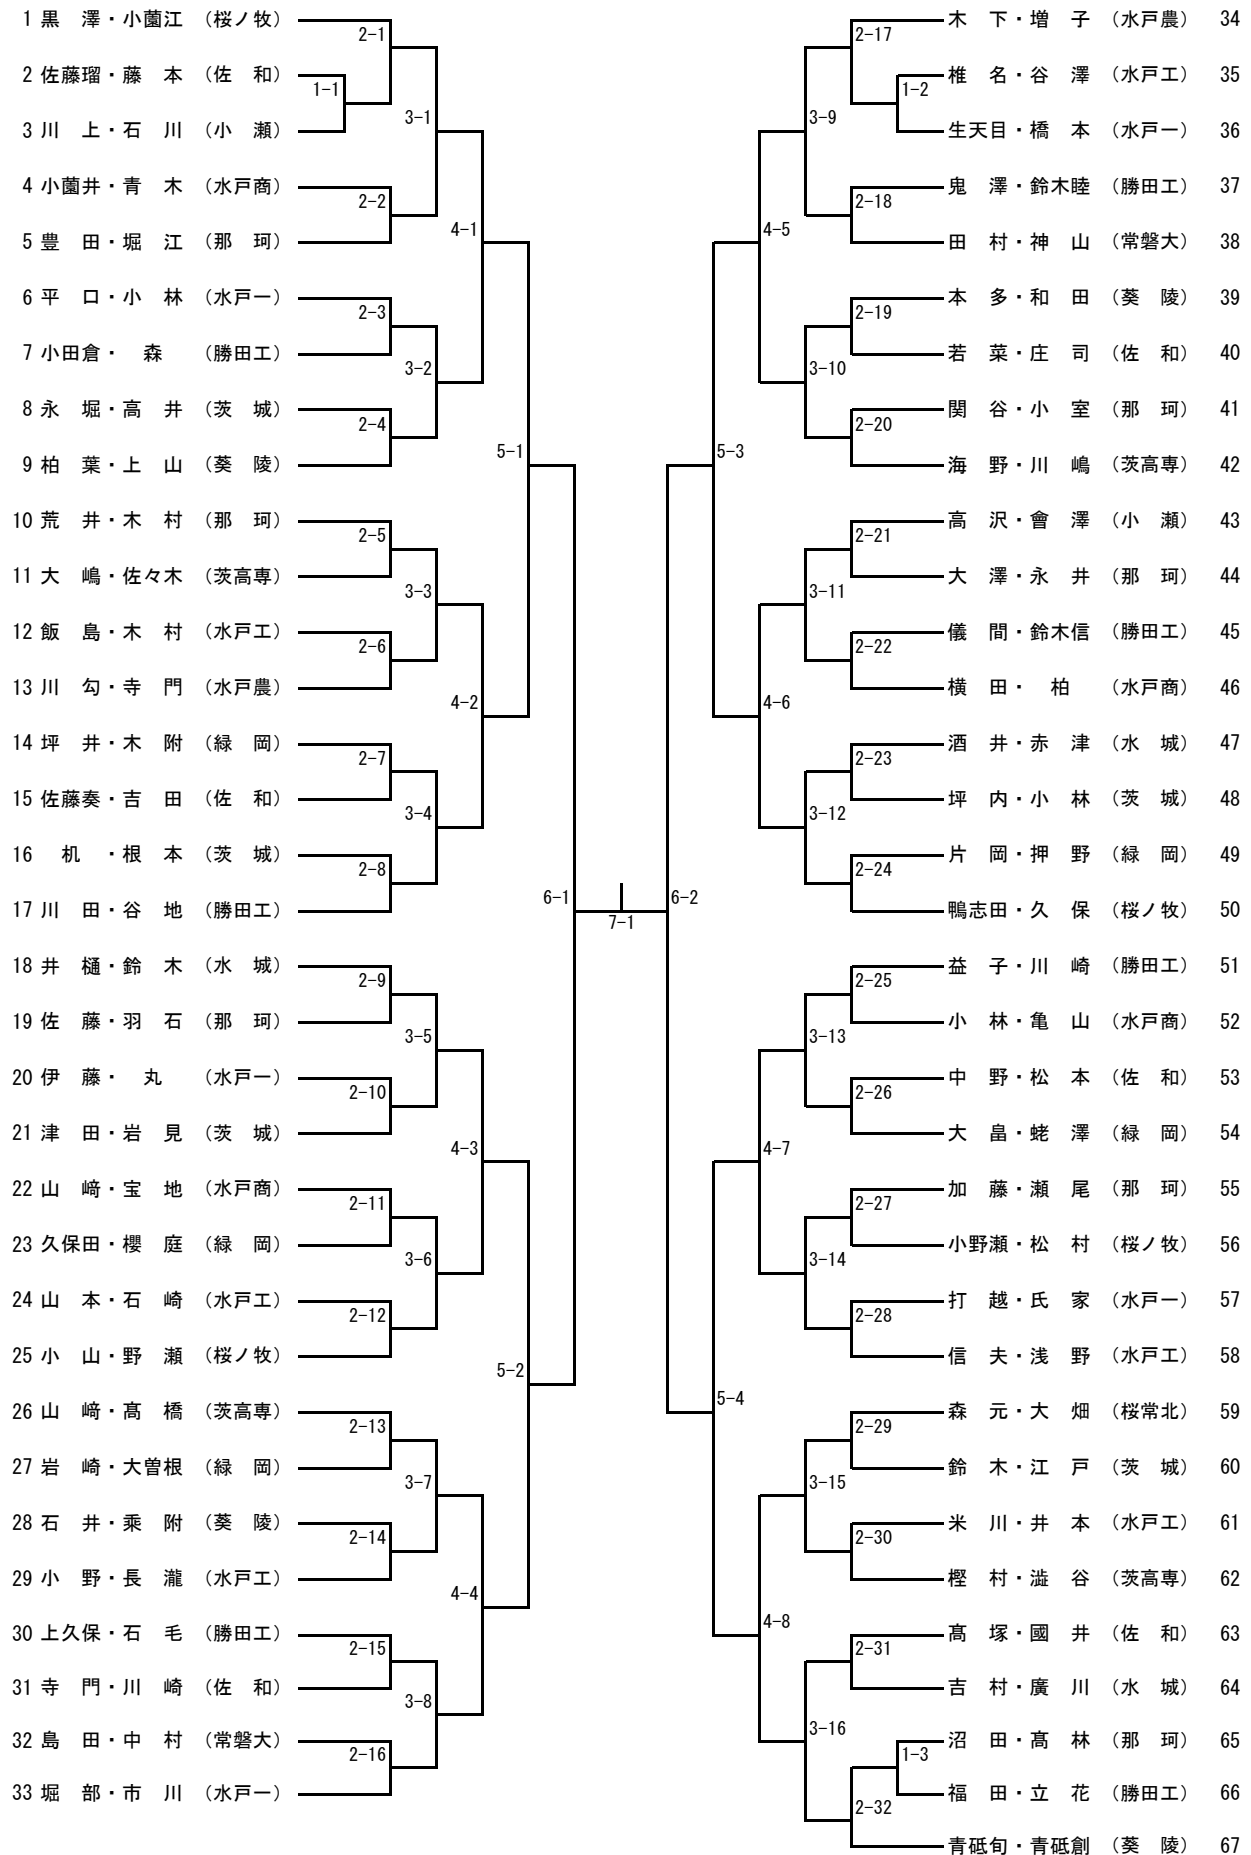 1 黒　澤・小薗江 （桜ノ牧）
2-1
2 佐藤瑠・藤　本 （佐　和）
1-1
3 川　上・石　川 （小　瀬）
3-1
4 小薗井・青　木 （水戸商）
2-2
5 豊　田・堀　江 （那　珂）
4-1
6 平　口・小　林 （水戸一）
2-3
7 小田倉・　森　 （勝田工）
3-2
8 永　堀・高　井 （茨　城）
2-4
9 柏　葉・上　山 （葵　陵）
5-1
10 荒　井・木　村 （那　珂）
2-5
11 大　嶋・佐々木 （茨高専）
3-3
12 飯　島・木　村 （水戸工）
2-6
13 川　勾・寺　門 （水戸農）
4-2
14 坪　井・木　附 （緑　岡）
2-7
15 佐藤奏・吉　田 （佐　和）
3-4
16 　机　・根　本 （茨　城）
2-8
17 川　田・谷　地 （勝田工）
6-1
7-1
18 井　樋・鈴　木 （水　城）
2-9
19 佐　藤・羽　石 （那　珂）
3-5
20 伊　藤・　丸　 （水戸一）
2-10
21 津　田・岩　見 （茨　城）
4-3
22 山　﨑・宝　地 （水戸商）
2-11
23 久保田・櫻　庭 （緑　岡）
3-6
24 山　本・石　崎 （水戸工）
2-12
25 小　山・野　瀬 （桜ノ牧）
5-2
26 山　﨑・髙　橋 （茨高専）
2-13
27 岩　崎・大曽根 （緑　岡）
3-7
28 石　井・乘　附 （葵　陵）
2-14
29 小　野・長　瀧 （水戸工）
4-4
30 上久保・石　毛 （勝田工）
2-15
31 寺　門・川　崎 （佐　和）
3-8
32 島　田・中　村 （常磐大）
2-16
33 堀　部・市　川 （水戸一）
木　下・増　子 （水戸農） 34
2-17
椎　名・谷　澤 （水戸工） 35
1-2
生天目・橋　本 （水戸一） 36
3-9
鬼　澤・鈴木睦 （勝田工） 37
2-18
田　村・神　山 （常磐大） 38
4-5
本　多・和　田 （葵　陵） 39
2-19
若　菜・庄　司 （佐　和） 40
3-10
関　谷・小　室 （那　珂） 41
2-20
海　野・川　嶋 （茨高専） 42
5-3
高　沢・會　澤 （小　瀬） 43
2-21
大　澤・永　井 （那　珂） 44
3-11
儀　間・鈴木信 （勝田工） 45
2-22
横　田・　柏　 （水戸商） 46
4-6
酒　井・赤　津 （水　城） 47
2-23
坪　内・小　林 （茨　城） 48
3-12
片　岡・押　野 （緑　岡） 49
2-24
鴨志田・久　保 （桜ノ牧） 50
6-2
益　子・川　崎 （勝田工） 51
2-25
小　林・亀　山 （水戸商） 52
3-13
中　野・松　本 （佐　和） 53
2-26
大　畠・蛯　澤 （緑　岡） 54
4-7
加　藤・瀬　尾 （那　珂） 55
2-27
小野瀬・松　村 （桜ノ牧） 56
3-14
打　越・氏　家 （水戸一） 57
2-28
信　夫・浅　野 （水戸工） 58
5-4
森　元・大　畑 （桜常北） 59
2-29
鈴　木・江　戸 （茨　城） 60
3-15
米　川・井　本 （水戸工） 61
2-30
樫　村・澁　谷 （茨高専） 62
4-8
髙　塚・國　井 （佐　和） 63
2-31
吉　村・廣　川 （水　城） 64
3-16
沼　田・髙　林 （那　珂） 65
1-3
福　田・立　花 （勝田工） 66
2-32
青砥旬・青砥創 （葵　陵） 67